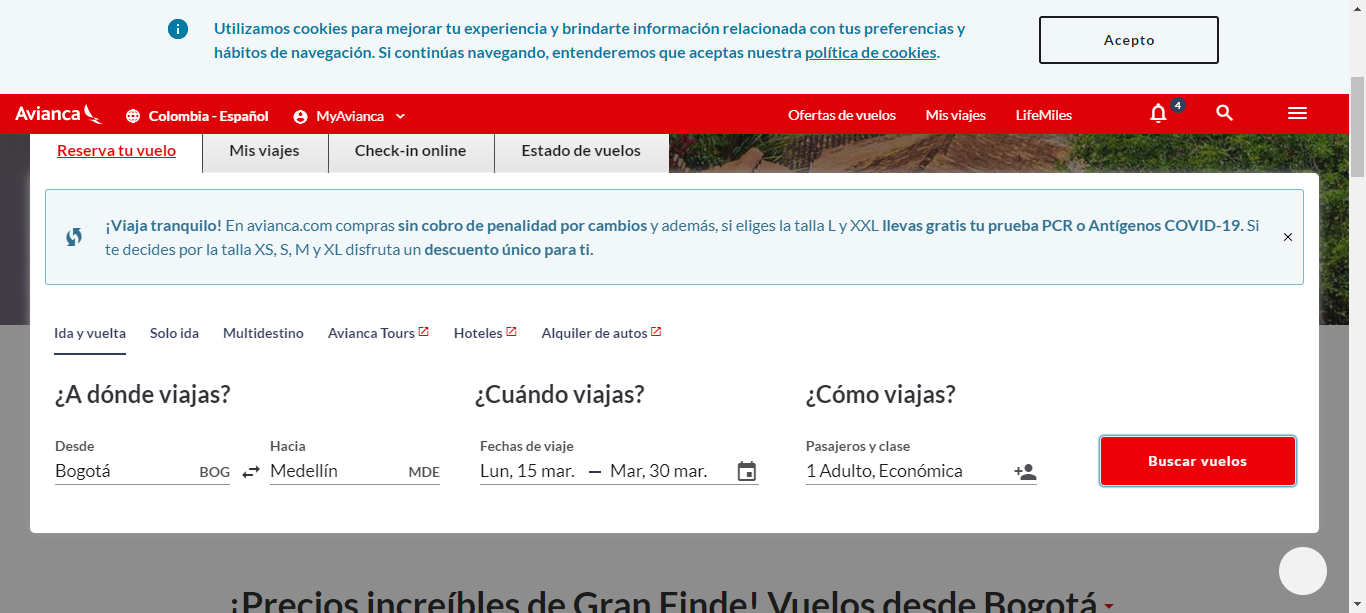 Utilizamos cookies para mejorar tu experiencia y brindarte información relacionada con tus preferencias y
hábitos de navegación. Si continúas navegando, entenderemos que aceptas nuestra política de cookies.
Acepto
Avianca
Colombia - Español
MyAvianca
Ofertas de vuelos
Mis viajes
LifeMiles
4
Reserva tu vuelo
Mis viajes
Check-in online
Estado de vuelos
¡Viaja tranquilo! En avianca.com compras sin cobro de penalidad por cambios y además, si eliges la talla L y XXL llevas gratis tu prueba PCR o Antígenos COVID-19. Si
te decides por la talla XS, S, M y XL disfruta un descuento único para ti.
Ida y vuelta
Solo ida
Multidestino
Avianca Tours
Hoteles
Alquiler de autos
¿A dónde viajas?
¿Cuándo viajas?
¿Cómo viajas?
Desde
Hacia
Fechas de viaje
Pasajeros y clase
Bogotá BOG
Medellín MDE
Lun, 15 mar. — Mar, 30 mar.
1 Adulto, Económica
Buscar vuelos
¡Precios increíbles de Gran Finde! Vuelos desde Bogotá